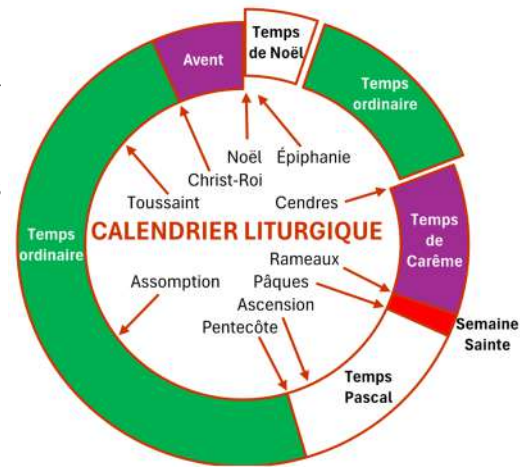 Temps
de Noël
Avent
Temps
ordinaire
Noël
Épiphanie
Christ-Roi
Toussaint
Cendres
Temps
ordinaire
CALENDRIER LITURGIQUE
Temps
de
Carême
Rameaux
Assomption
Pâques
Ascension
Pentecôte
Semaine
Sainte
Temps
Pascal